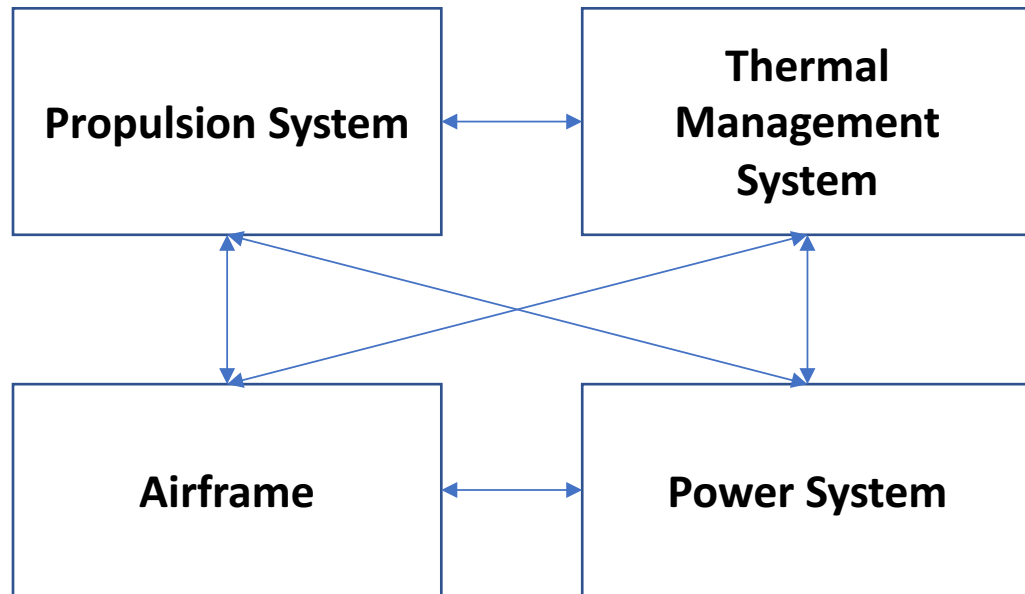 Propulsion System
Thermal
Management
System
Airframe
Power System